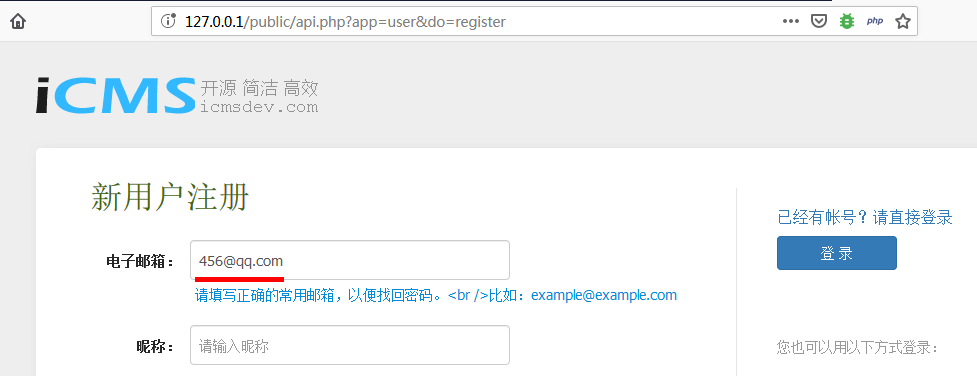 127.0.0.1/public/api.php?app=user&do=register
php
iCMS
开源 简洁 高效
icmsdev.com
新用户注册
电子邮箱：
456@qq.com
请填写正确的常用邮箱，以便找回密码。<br />比如：example@example.com
昵称：
请输入昵称
已经有帐号？请直接登录
登 录
您也可以用以下方式登录：